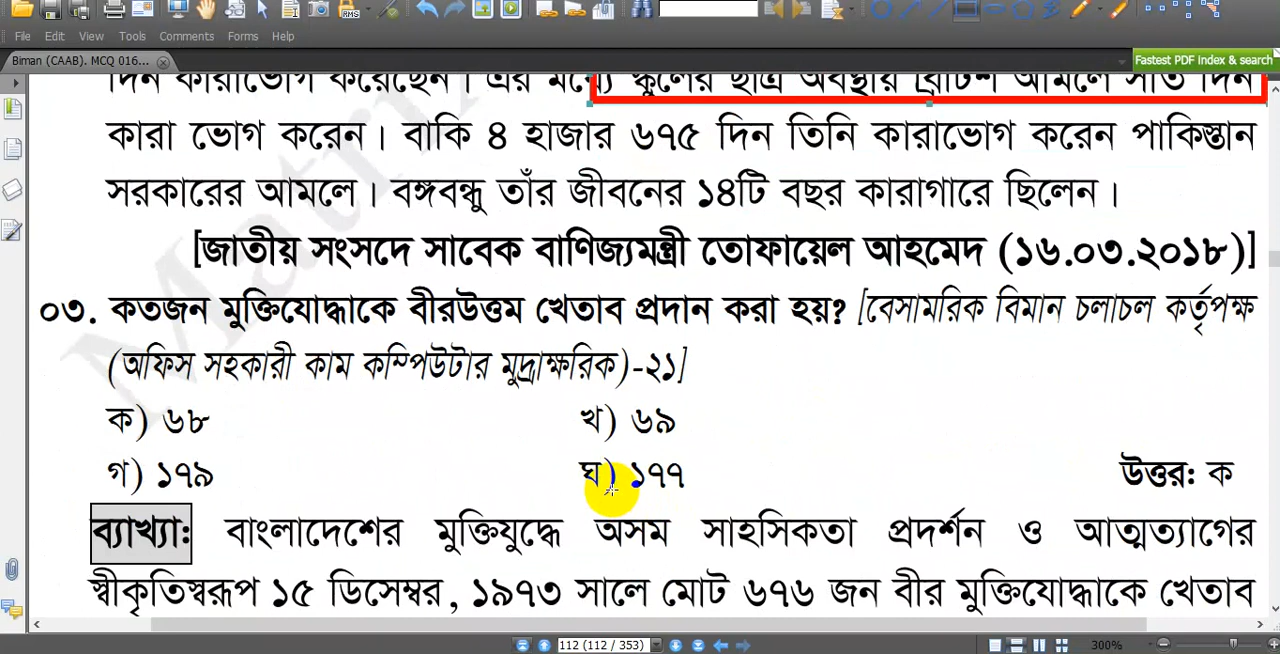 RMS
File Edit View Tools Comments Forms Help
Biman (CAAB). MCQ 016...
Fastest PDF Index & search
দিন কারাভোগ করেছেন। এর মধ্যে স্কুলের ছাত্র অবস্থায় ব্রিটিশ আমলে সাত দিন
কারা ভোগ করেন। বাকি ৪ হাজার ৬৭৫ দিন তিনি কারাভোগ করেন পাকিস্তান
সরকারের আমলে। বঙ্গবন্ধু তাঁর জীবনের ১৪টি বছর কারাগারে ছিলেন।
[জাতীয় সংসদে সাবেক বাণিজ্যমন্ত্রী তোফায়েল আহমেদ (১৬.০৩.২০১৮)]
০৩. কতজন মুক্তিযোদ্ধাকে বীরউত্তম খেতাব প্রদান করা হয়? [বেসামরিক বিমান চলাচল কর্তৃপক্ষ
(অফিস সহকারী কাম কম্পিউটার মুদ্রাক্ষরিক)-২১]
ক) ৬৮ খ) ৬৯
গ) ১৭৯ ঘ) ১৭৭ উত্তর: ক
ব্যাখ্যা: বাংলাদেশের মুক্তিযুদ্ধে অসম সাহসিকতা প্রদর্শন ও আত্মত্যাগের
স্বীকৃতিস্বরূপ ১৫ ডিসেম্বর, ১৯৭৩ সালে মোট ৬৭৬ জন বীর মুক্তিযোদ্ধাকে খেতাব
112 (112 / 353) 300%